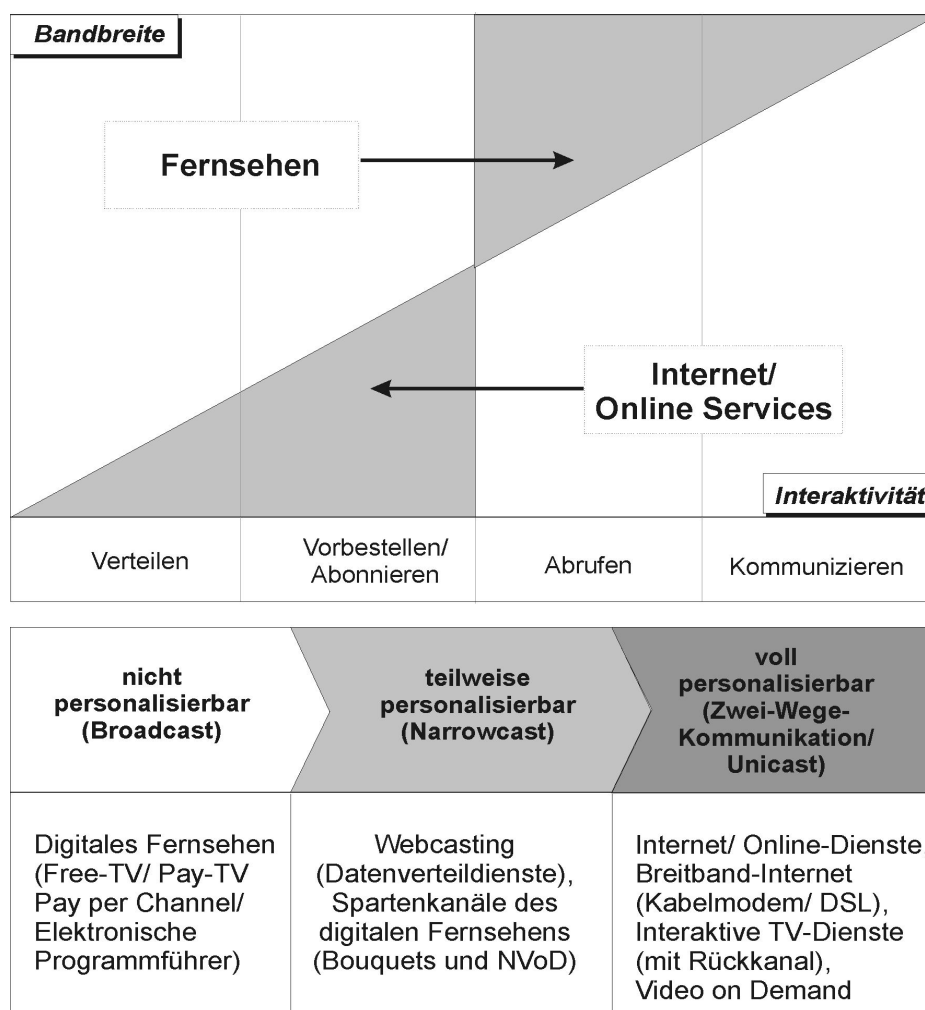 Bandbreite
Fernsehen
Internet/
Online Services
Interaktivität
Verteilen
Vorbestellen/
Abonnieren
Abrufen
Kommunizieren
nicht
personalisierbar
(Broadcast)
teilweise
personalisierbar
(Narrowcast)
voll
personalisierbar
(Zwei-Wege-
Kommunikation/
Unicast)
Digitales Fernsehen
(Free-TV/ Pay-TV
Pay per Channel/
Elektronische
Programmführer)
Webcasting
(Datenverteildienste),
Spartenkanäle des
digitalen Fernsehens
(Bouquets und NVoD)
Internet/ Online-Dienste,
Breitband-Internet
(Kabelmodem/ DSL),
Interaktive TV-Dienste
(mit Rückkanal),
Video on Demand